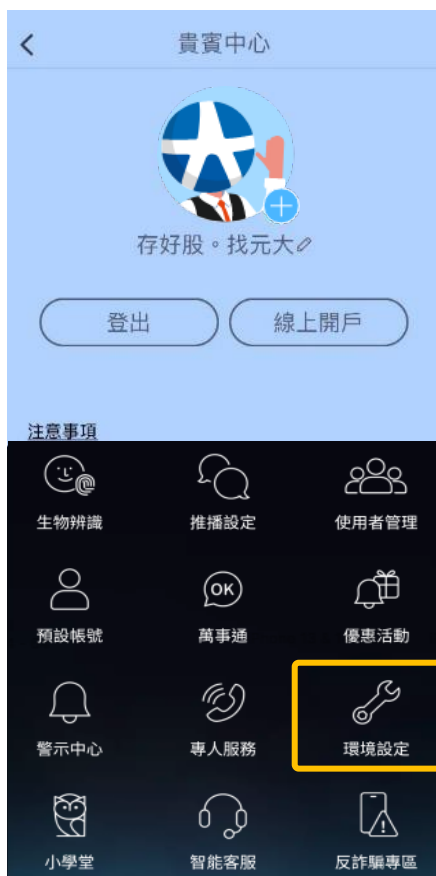 貴賓中心
存好股。找元大
登出
線上開戶
注意事項
生物辨識
推播設定
使用者管理
預設帳號
OK
萬事通
優惠活動
警示中心
專人服務
環境設定
小學堂
智能客服
反詐騙專區